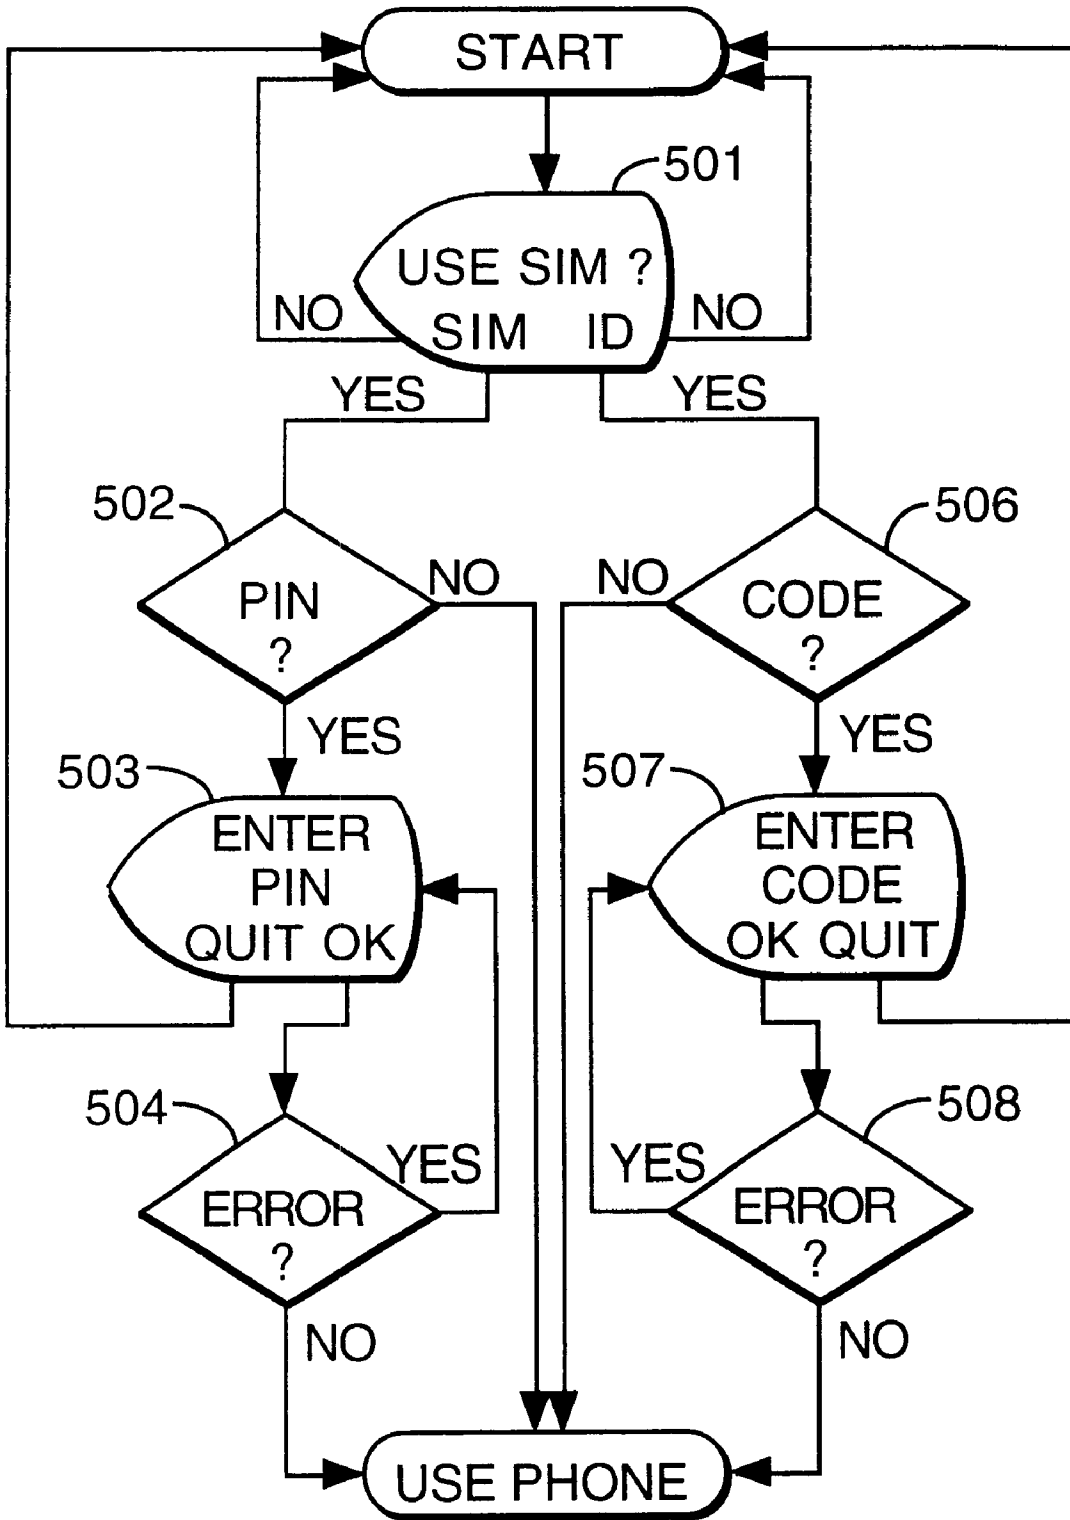 START
501
USE SIM ?
NO
SIM ID
NO
YES
YES
502
506
PIN
?
NO
NO
CODE
?
YES
YES
503
507
ENTER
PIN
QUIT OK
ENTER
CODE
OK QUIT
504
508
YES
YES
ERROR
?
ERROR
?
NO
NO
USE PHONE